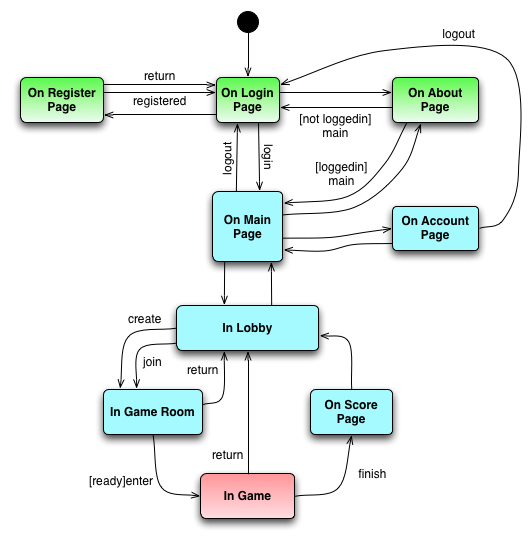 logout
return
On Register
Page
On Login
Page
On About
Page
registered
[not loggedin]
main
logout
login
[loggedin]
main
On Main
Page
On Account
Page
In Lobby
create
join
return
In Game Room
On Score
Page
return
[ready]enter
finish
In Game